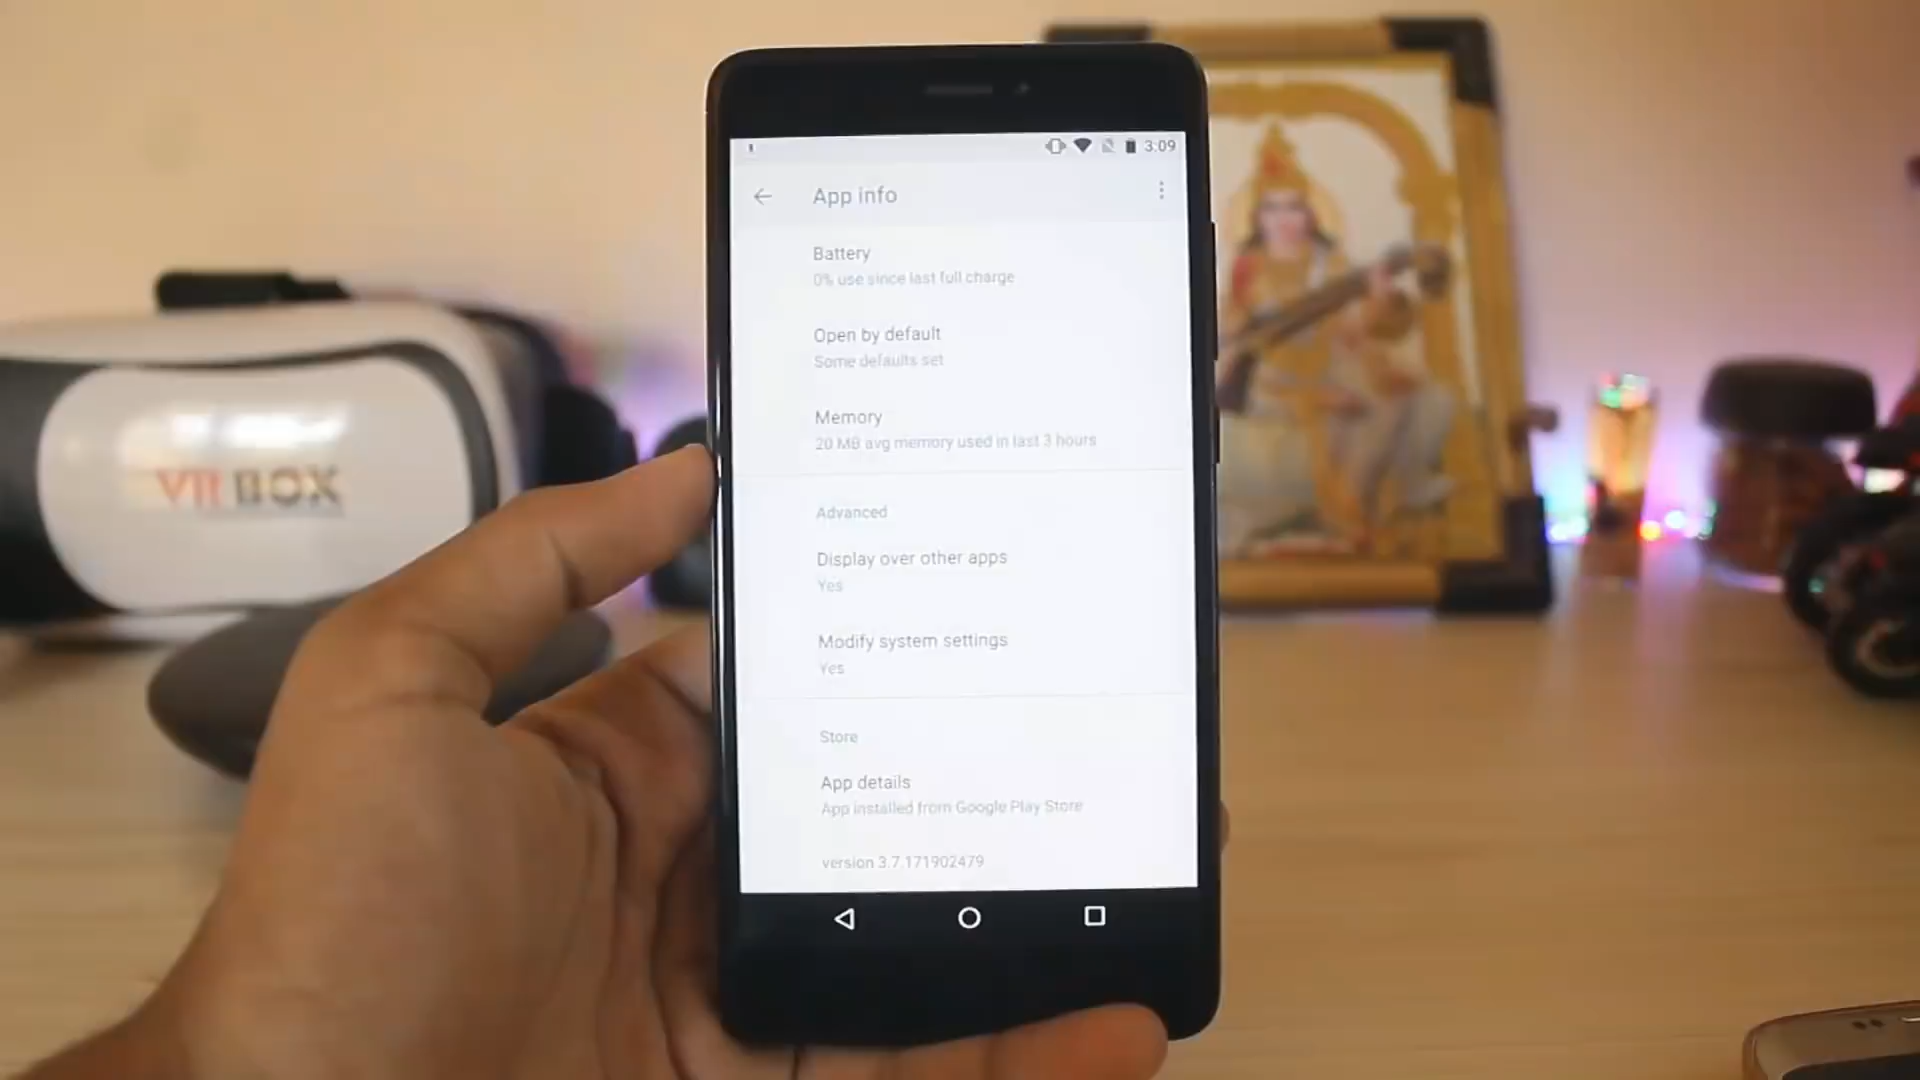 3:09
App info
Battery
0% use since last full charge
Open by default
Some defaults set
Memory
20 MB avg memory used in last 3 hours
Advanced
Display over other apps
Yes
Modify system settings
Yes
Store
App details
App installed from Google Play Store
version 3.7.171902479
VR BOX